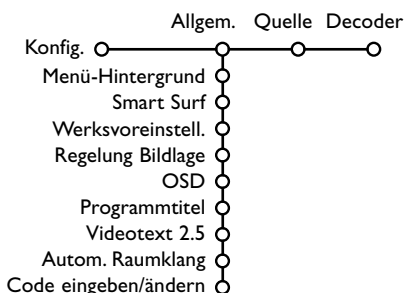 Allgem. Quelle Decoder
Konfig.
Menü-Hintergrund
Smart Surf
Werksvoreinstell.
Regelung Bildlage
OSD
Programmtitel
Videotext 2.5
Autom. Raumklang
Code eingeben/ändern